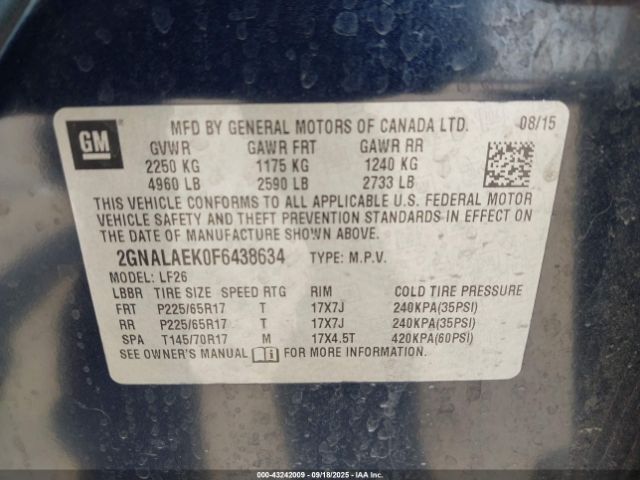 GM
MFD BY GENERAL MOTORS OF CANADA LTD. 08/15
GVWR GAWR FRT GAWR RR
2250 KG 1175 KG 1240 KG
4960 LB 2590 LB 2733 LB
THIS VEHICLE CONFORMS TO ALL APPLICABLE U.S. FEDERAL MOTOR
VEHICLE SAFETY AND THEFT PREVENTION STANDARDS IN EFFECT ON
THE DATE OF MANUFACTURE SHOWN ABOVE.
2GNALAEK0F6438634 TYPE: M.P.V.
MODEL: LF26
LBBR TIRE SIZE SPEED RTG RIM COLD TIRE PRESSURE
FRT P225/65R17 T 17X7J 240KPA(35PSI)
RR P225/65R17 T 17X7J 240KPA(35PSI)
SPA T145/70R17 M 17X4.5T 420KPA(60PSI)
SEE OWNER'S MANUAL FOR MORE INFORMATION.
000-43242009 - 09/18/2025 - IAAI.COM